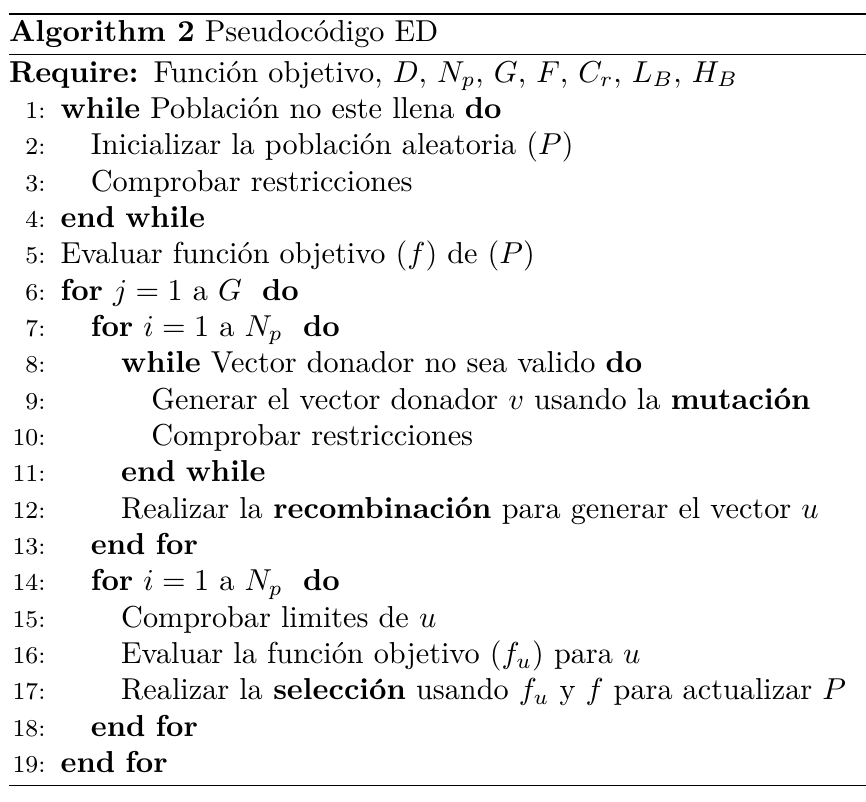 Algorithm 2 Pseudocódigo ED
Require: Función objetivo, D, N_p, G, F, C_r, L_B, H_B
1: while Población no este llena do
2: Inicializar la población aleatoria (P)
3: Comprobar restricciones
4: end while
5: Evaluar función objetivo (f) de (P)
6: for j = 1 a G do
7: for i = 1 a N_p do
8: while Vector donador no sea valido do
9: Generar el vector donador v usando la mutación
10: Comprobar restricciones
11: end while
12: Realizar la recombinación para generar el vector u
13: end for
14: for i = 1 a N_p do
15: Comprobar limites de u
16: Evaluar la función objetivo (f_u) para u
17: Realizar la selección usando f_u y f para actualizar P
18: end for
19: end for